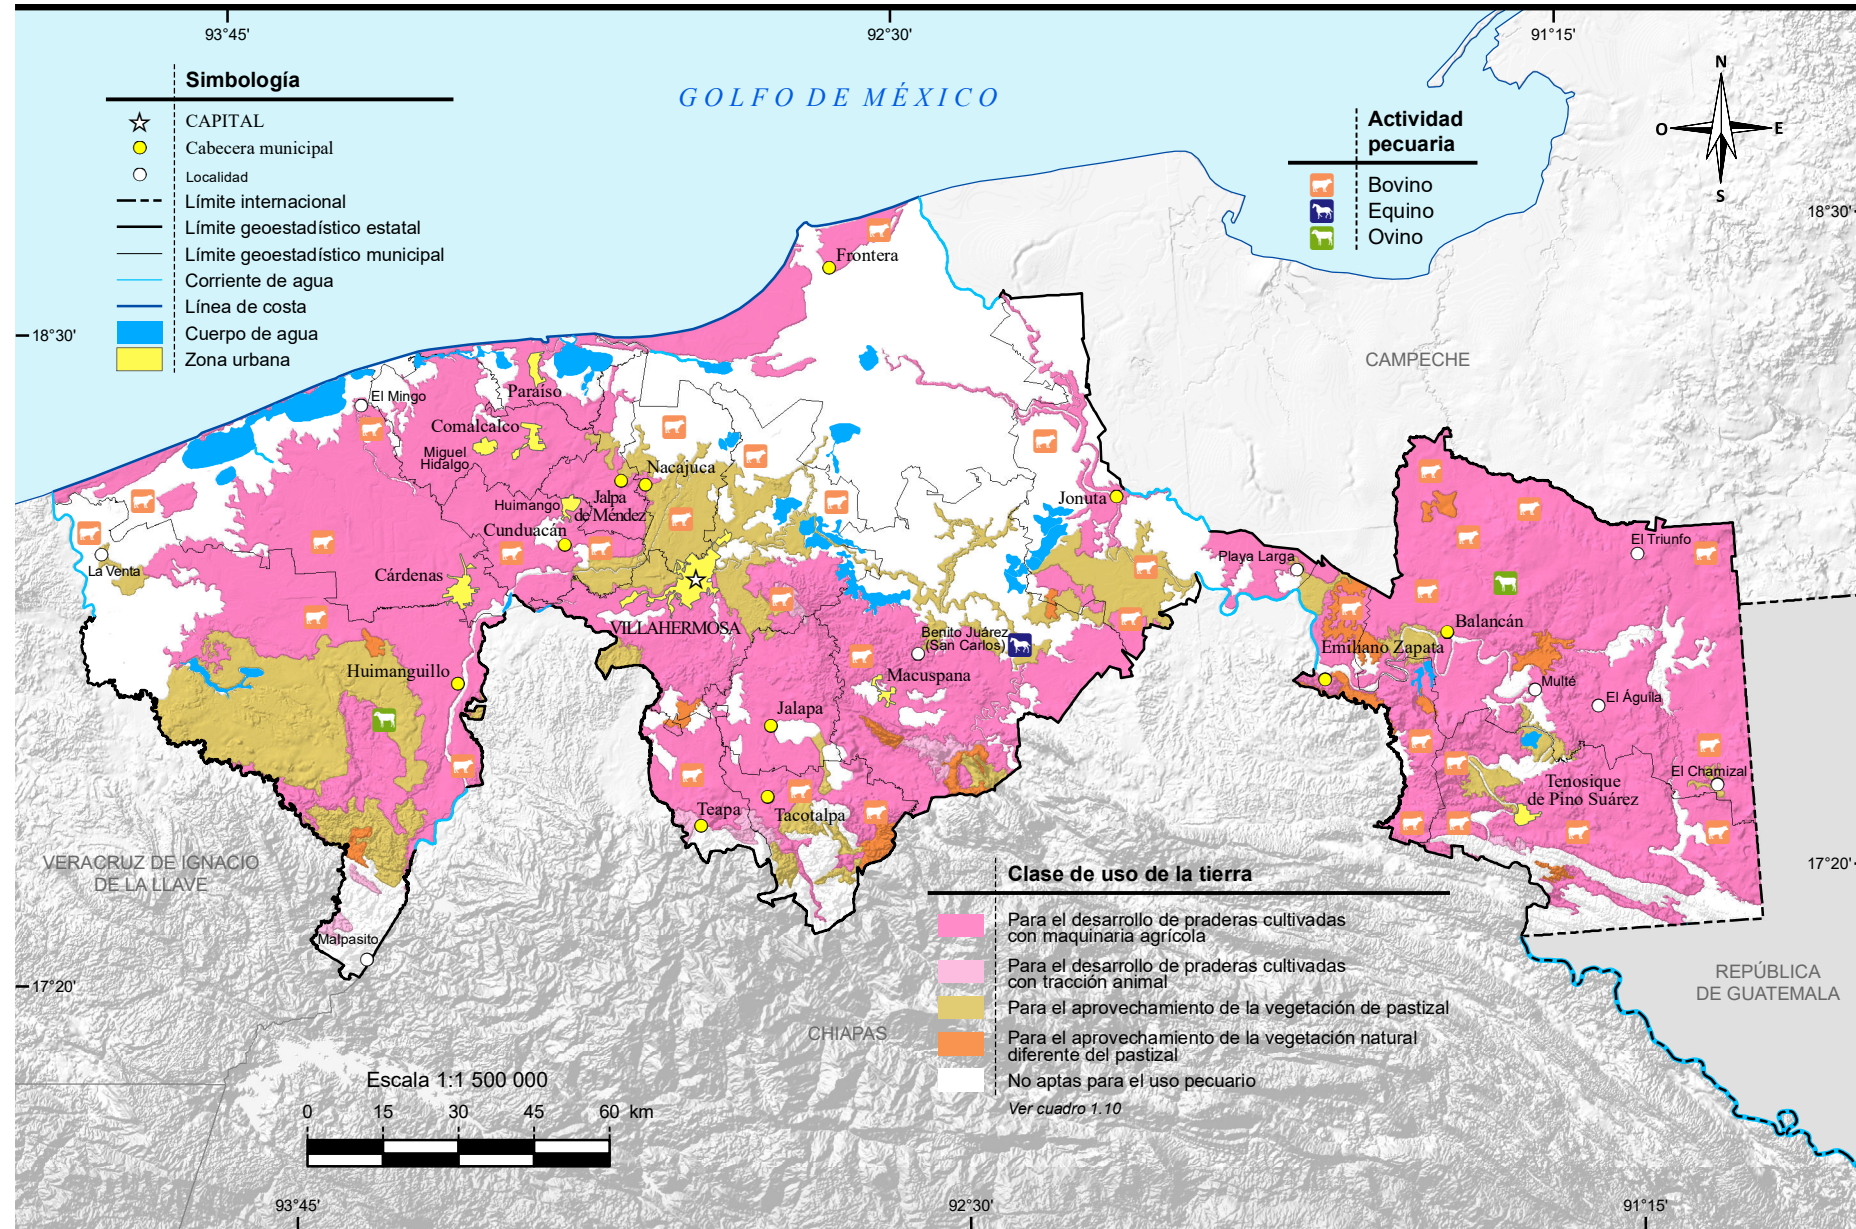 93°45'
92°30'
91°15'
Simbología
CAPITAL
Cabecera municipal
Localidad
Límite internacional
Límite geoestadístico estatal
Límite geoestadístico municipal
Corriente de agua
Línea de costa
Cuerpo de agua
Zona urbana
GOLFO DE MÉXICO
Actividad
pecuaria
Bovino
Equino
Ovino
N
O
E
S
18°30'
18°30'
CAMPECHE
Frontera
El Mingo
Paraíso
Comalcalco
Miguel
Hidalgo
Nacajuca
Huimango
Jalpa
de Méndez
Cunduacán
Jonuta
La Venta
Cárdenas
Playa Larga
El Triunfo
VILLAHERMOSA
Benito Juárez
(San Carlos)
Balancán
Emiliano Zapata
Huimanguillo
Macuspana
Multé
El Águila
Jalapa
El Chamizal
Tenosique
de Pino Suárez
Teapa
Tacotalpa
VERACRUZ DE IGNACIO
DE LA LLAVE
17°20'
Malpasito
17°20'
CHIAPAS
REPÚBLICA
DE GUATEMALA
Clase de uso de la tierra
Para el desarrollo de praderas cultivadas
con maquinaria agrícola
Para el desarrollo de praderas cultivadas
con tracción animal
Para el aprovechamiento de la vegetación de pastizal
Para el aprovechamiento de la vegetación natural
diferente del pastizal
No aptas para el uso pecuario
Ver cuadro 1.10
Escala 1:1 500 000
0 15 30 45 60 km
93°45'
92°30'
91°15'